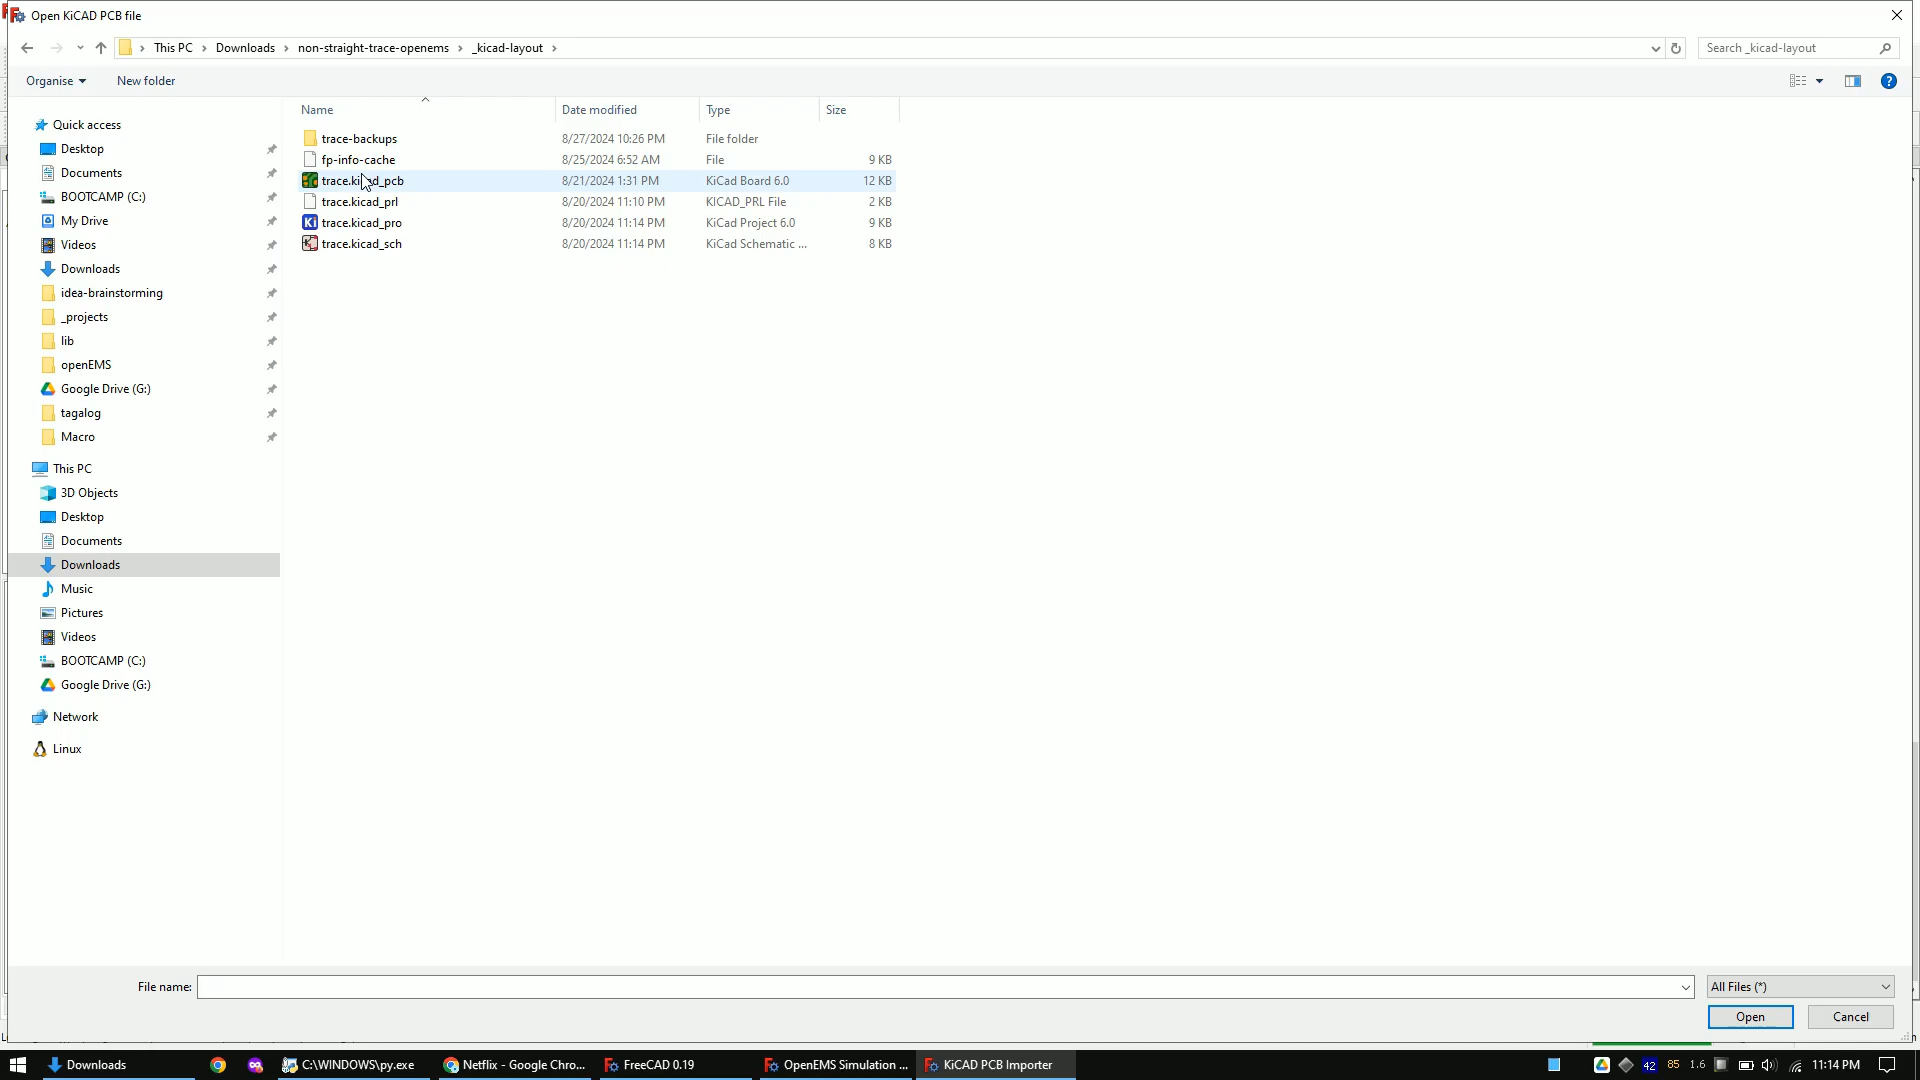 Open KiCAD PCB file
This PC
Downloads
non-straight-trace-openems
_kicad-layout
Search _kicad-layout
Organise
New folder
Name Date modified Type Size
Quick access
Desktop
Documents
BOOTCAMP (C:)
My Drive
Videos
Downloads
idea-brainstorming
_projects
lib
openEMS
Google Drive (G:)
tagalog
Macro
This PC
3D Objects
Desktop
Documents
Downloads
Music
Pictures
Videos
BOOTCAMP (C:)
Google Drive (G:)
Network
Linux
trace-backups 8/27/2024 10:26 PM File folder
fp-info-cache 8/25/2024 6:52 AM File 9 KB
trace.kicad_pcb 8/21/2024 1:31 PM KiCad Board 6.0 12 KB
trace.kicad_prl 8/20/2024 11:10 PM KICAD_PRL File 2 KB
trace.kicad_pro 8/20/2024 11:14 PM KiCad Project 6.0 9 KB
trace.kicad_sch 8/20/2024 11:14 PM KiCad Schematic ... 8 KB
File name:
All Files (*)
Open
Cancel
Downloads
C:\WINDOWS\py.exe
Netflix - Google Chro...
FreeCAD 0.19
OpenEMS Simulation ...
KiCAD PCB Importer
42 85 1.6
11:14 PM